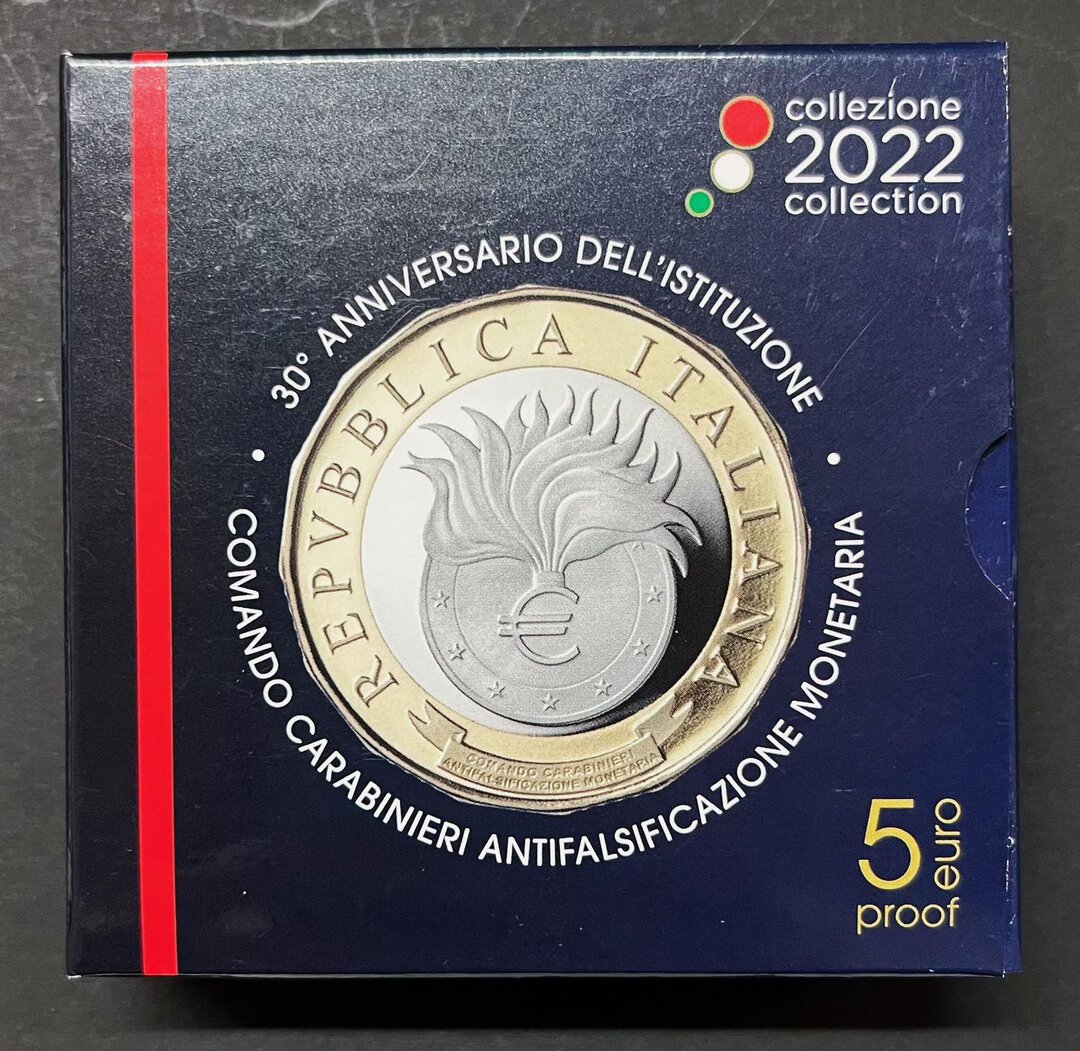 collezione
2022
collection
30° ANNIVERSARIO DELL'ISTITUZIONE
COMANDO CARABINIERI ANTIFALSIFICAZIONE MONETARIA
REPVBBLICA ITALIANA
€
COMANDO CARABINIERI
ANTIFALSIFICAZIONE MONETARIA
5 euro
proof